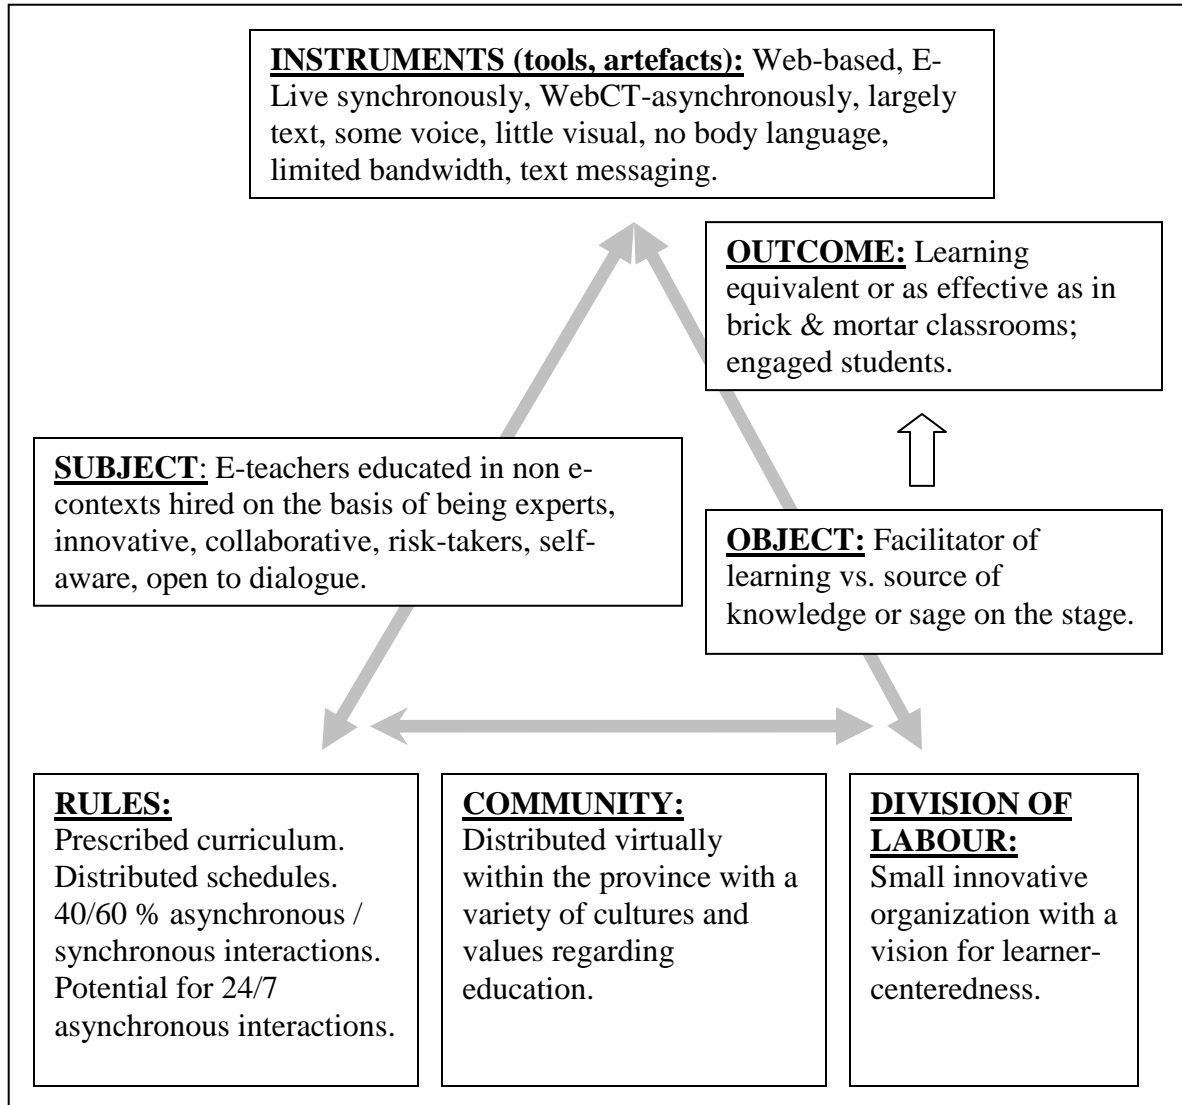 INSTRUMENTS (tools, artefacts): Web-based, E-
Live synchronously, WebCT-asynchronously, largely
text, some voice, little visual, no body language,
limited bandwidth, text messaging.
OUTCOME: Learning
equivalent or as effective as in
brick & mortar classrooms;
engaged students.
SUBJECT: E-teachers educated in non e-
contexts hired on the basis of being experts,
innovative, collaborative, risk-takers, self-
aware, open to dialogue.
OBJECT: Facilitator of
learning vs. source of
knowledge or sage on the stage.
RULES:
Prescribed curriculum.
Distributed schedules.
40/60 % asynchronous /
synchronous interactions.
Potential for 24/7
asynchronous interactions.
COMMUNITY:
Distributed virtually
within the province with a
variety of cultures and
values regarding
education.
DIVISION OF
LABOUR:
Small innovative
organization with a
vision for learner-
centeredness.